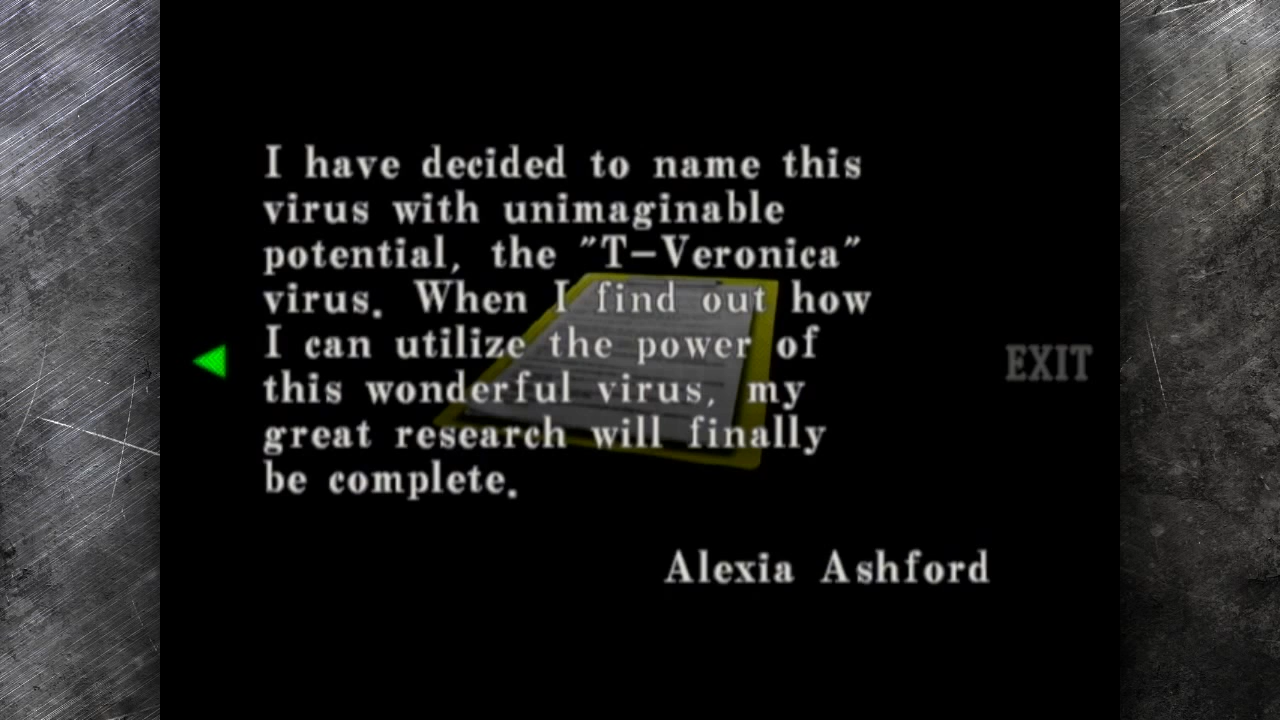 I have decided to name this
virus with unimaginable
potential, the "T-Veronica"
virus. When I find out how
I can utilize the power of
this wonderful virus, my
great research will finally
be complete.
EXIT
Alexia Ashford